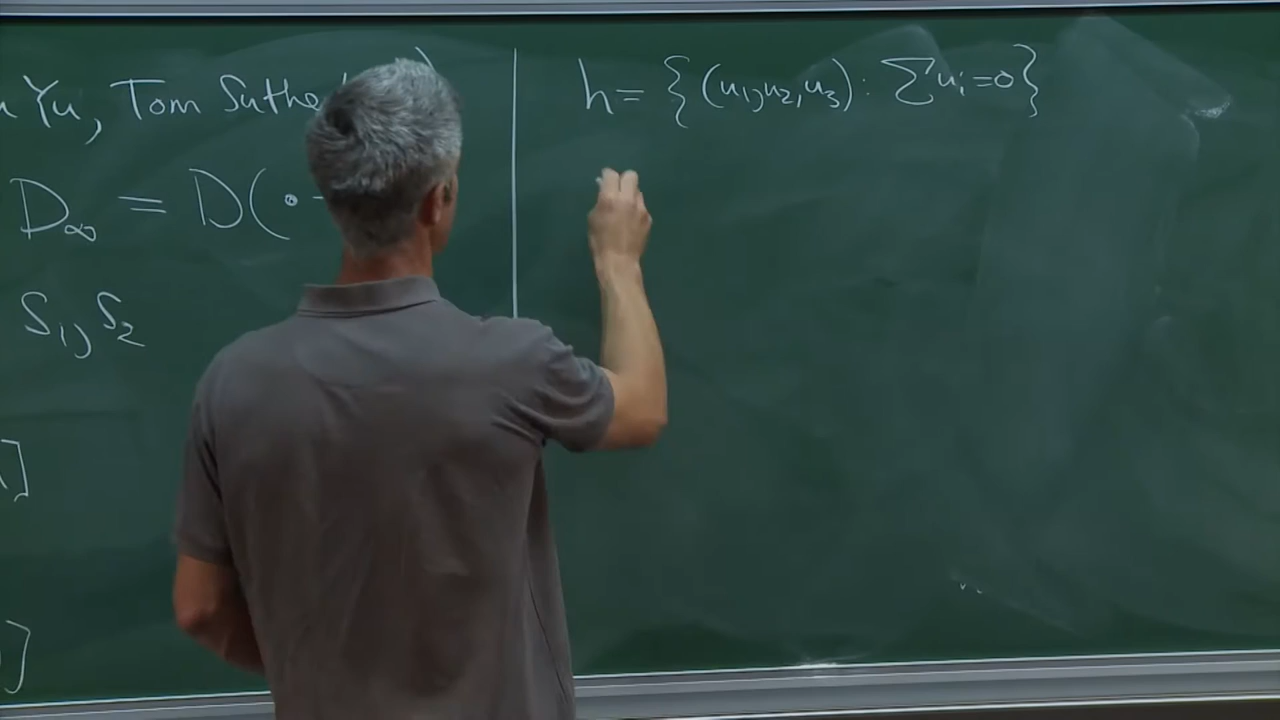 Yu, Tom Suthe
D∞ = D(•-
S₁, S₂
]
]
h = {(u₁, u₂, u₃) : ∑uᵢ = 0}